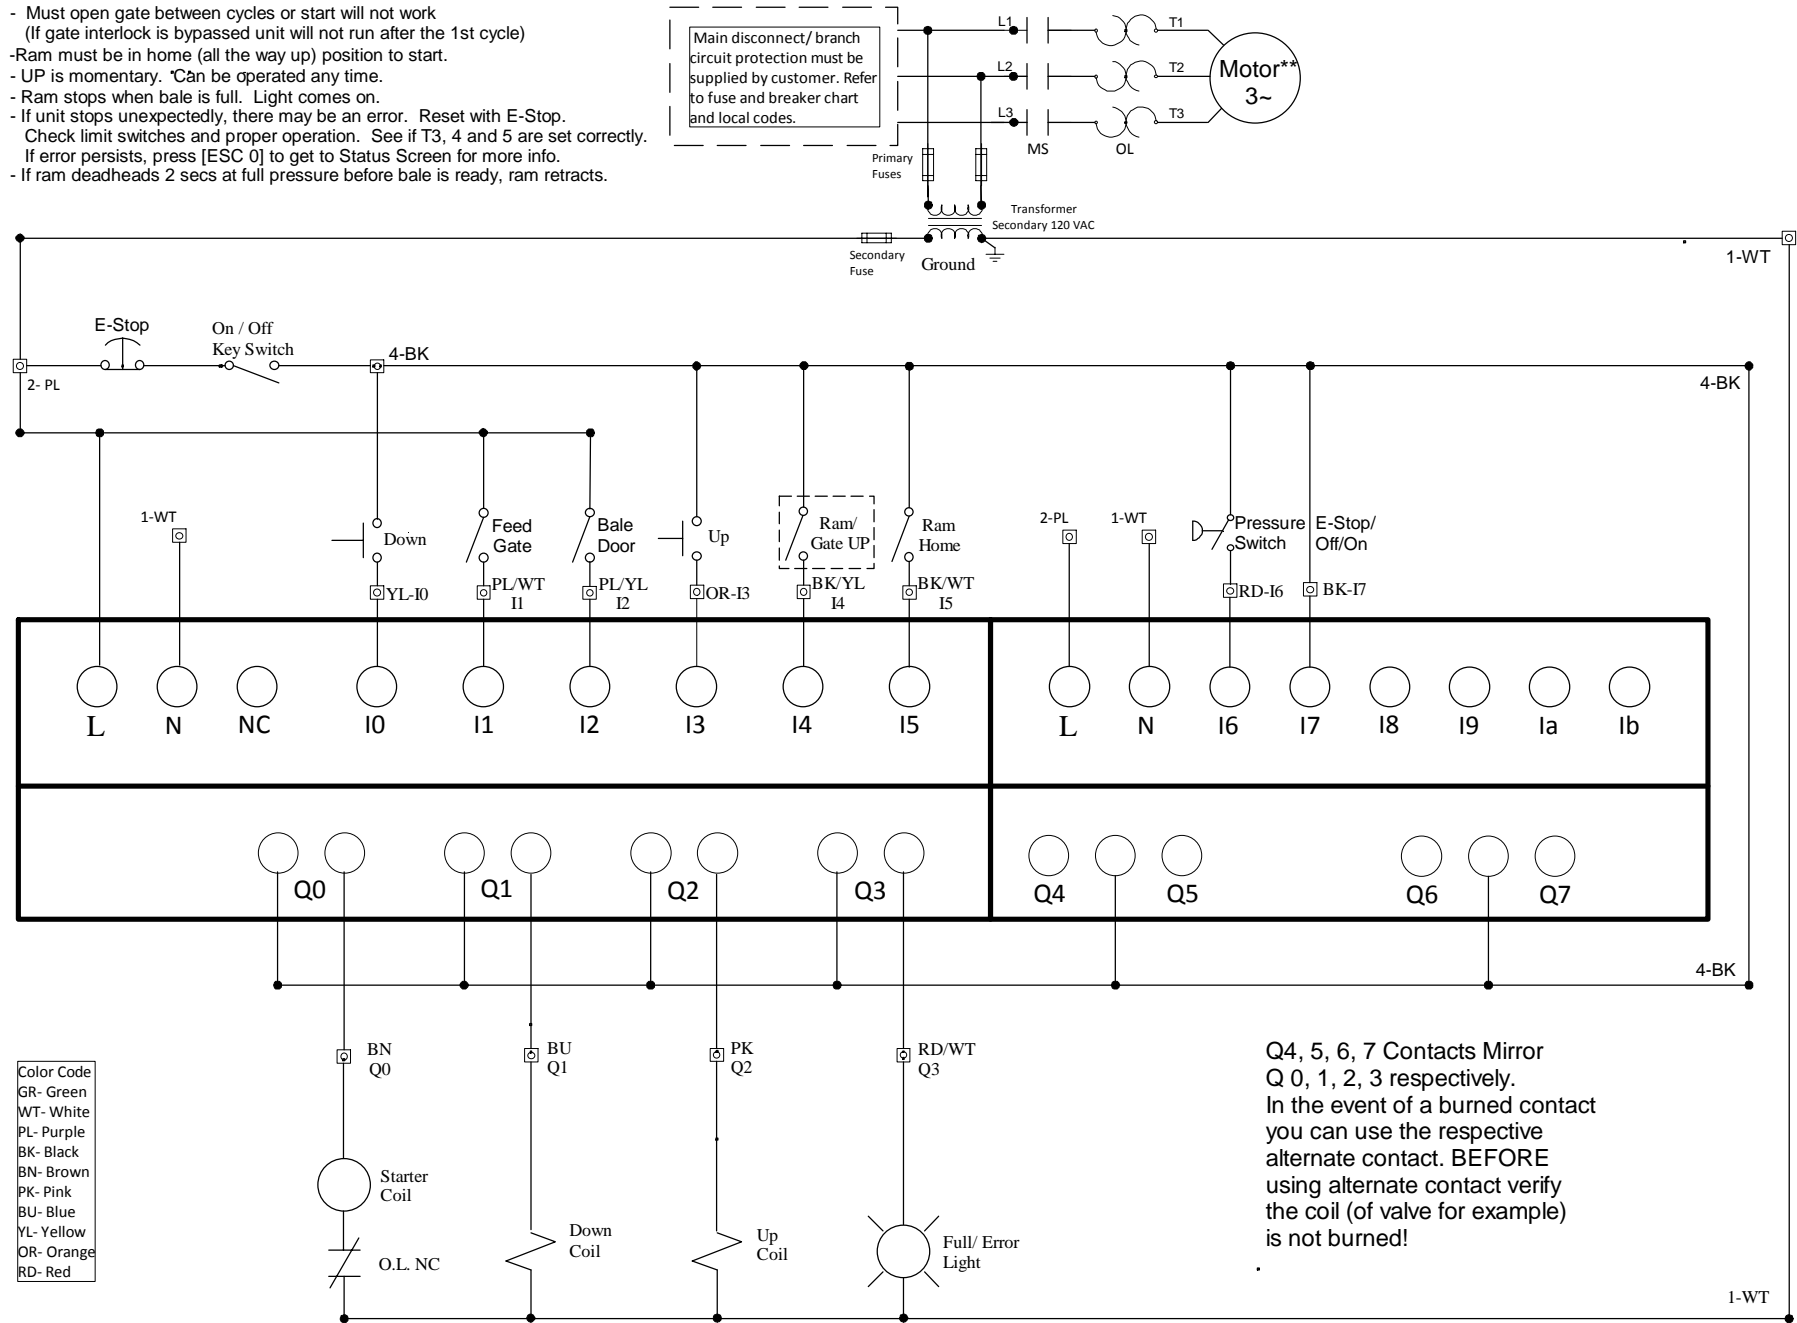 - Must open gate between cycles or start will not work
(If gate interlock is bypassed unit will not run after the 1st cycle)
-Ram must be in home (all the way up) position to start.
- UP is momentary. Can be operated any time.
- Ram stops when bale is full. Light comes on.
- If unit stops unexpectedly, there may be an error. Reset with E-Stop.
Check limit switches and proper operation. See if T3, 4 and 5 are set correctly.
If error persists, press [ESC 0] to get to Status Screen for more info.
- If ram deadheads 2 secs at full pressure before bale is ready, ram retracts.
Main disconnect/ branch
circuit protection must be
supplied by customer. Refer
to fuse and breaker chart
and local codes.
L1
T1
L2
T2
L3
T3
MS
OL
Motor**
3~
Primary
Fuses
Transformer
Secondary 120 VAC
Secondary
Fuse
Ground
1-WT
E-Stop
On / Off
Key Switch
4-BK
2- PL
4-BK
1-WT
Down
Feed
Gate
Bale
Door
Up
Ram/
Gate UP
Ram
Home
2-PL
1-WT
Pressure
Switch
E-Stop/
Off/On
YL-I0
PL/WT
I1
PL/YL
I2
OR-I3
BK/YL
I4
BK/WT
I5
RD-I6
BK-I7
L N NC I0 I1 I2 I3 I4 I5 L N I6 I7 I8 I9 Ia Ib
Q0 Q1 Q2 Q3 Q4 Q5 Q6 Q7
4-BK
BN
Q0
BU
Q1
PK
Q2
RD/WT
Q3
Color Code
GR- Green
WT- White
PL- Purple
BK- Black
BN- Brown
PK- Pink
BU- Blue
YL- Yellow
OR- Orange
RD- Red
Starter
Coil
O.L. NC
Down
Coil
Up
Coil
Full/ Error
Light
Q4, 5, 6, 7 Contacts Mirror
Q 0, 1, 2, 3 respectively.
In the event of a burned contact
you can use the respective
alternate contact. BEFORE
using alternate contact verify
the coil (of valve for example)
is not burned!
1-WT